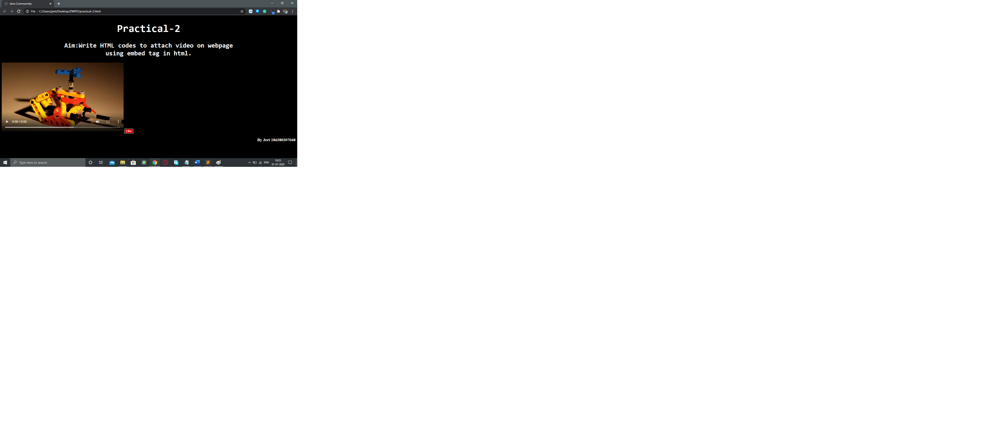 Jams Commumnity
File C:/Users/jeet/Desktop/DWPD/practical-2.html
Practical-2
Aim:Write HTML codes to attach video on webpage
using embed tag in html.
0:00 / 0:05
Like
By Jeet 186380307048
Type here to search
ENG
19:23
01-07-2020